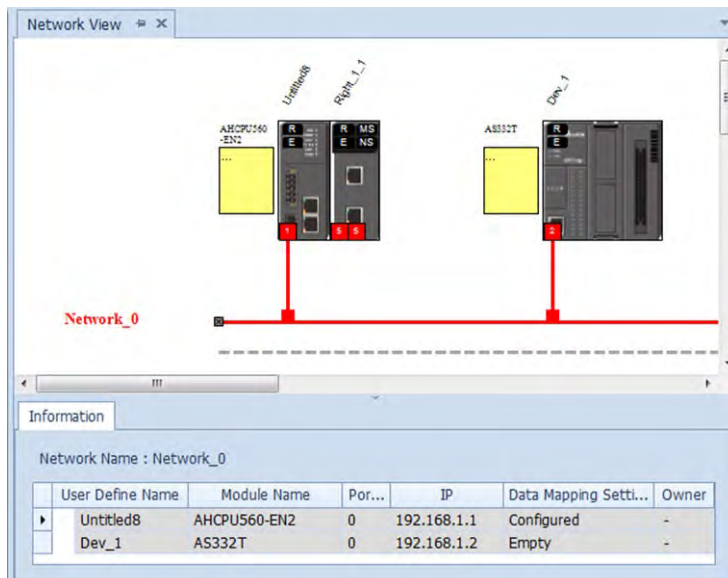 Network View
Untitled8
Right_1_1
Dev_1
AHCPU560
-EN2
...
R
E
R MS
E NS
AS332T
...
R
E
1
5 5
2
Network_0
Information
Network Name : Network_0
User Define Name Module Name Por... IP Data Mapping Setti... Owner
Untitled8 AHCPU560-EN2 0 192.168.1.1 Configured -
Dev_1 AS332T 0 192.168.1.2 Empty -